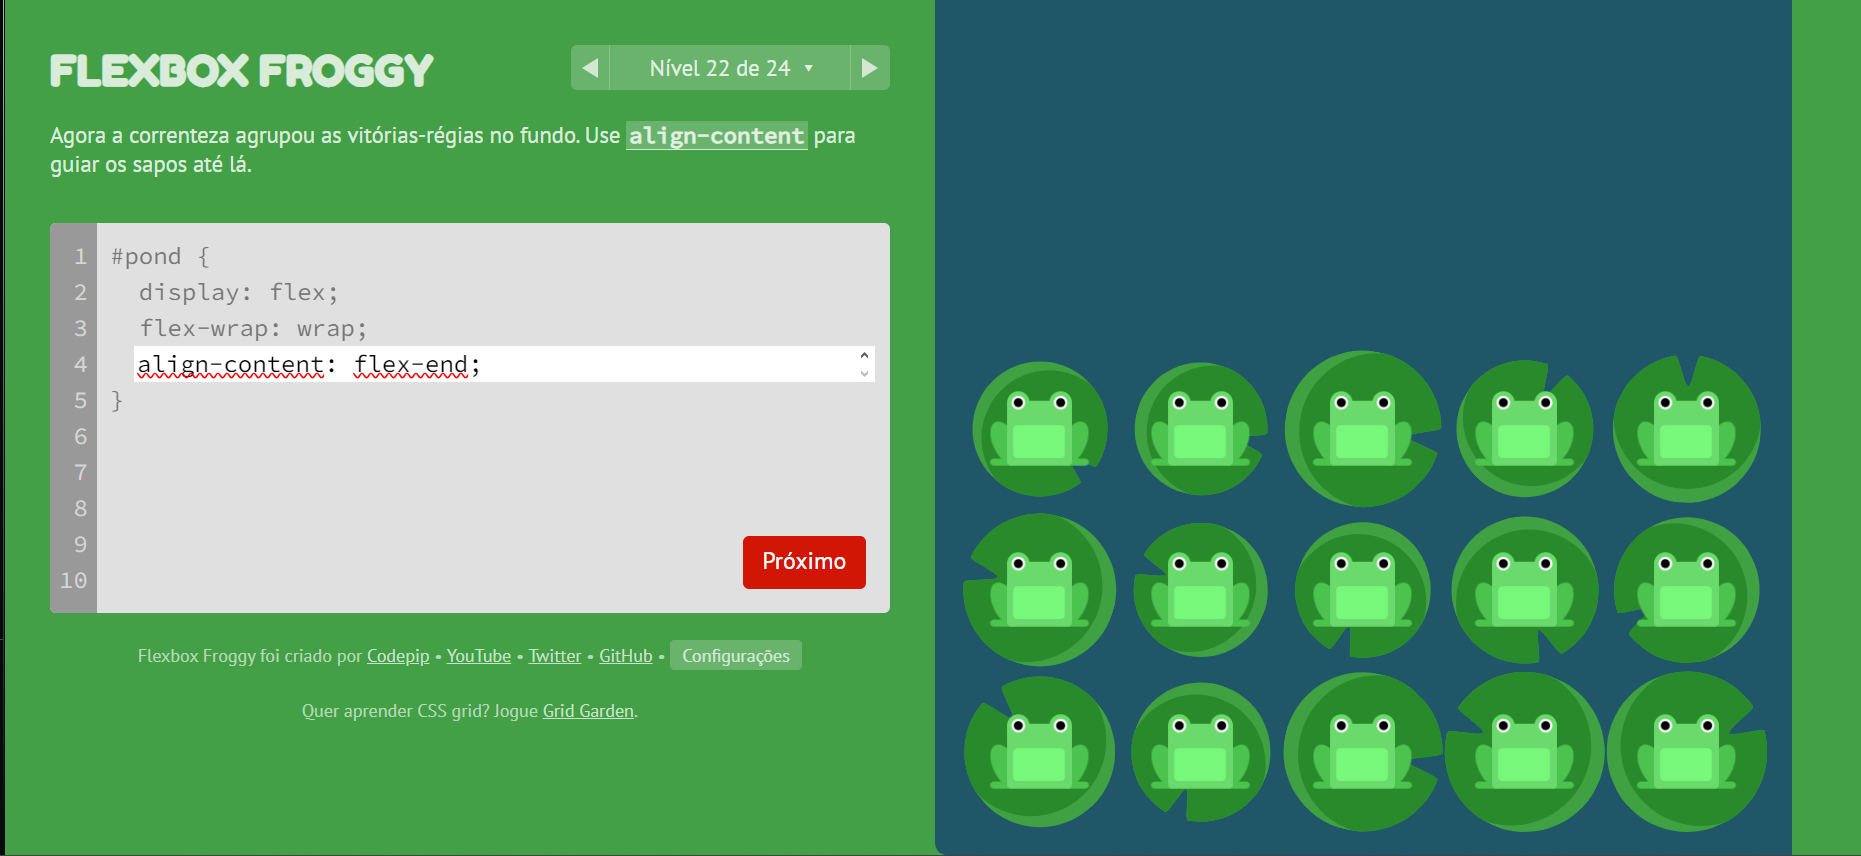 FLEXBOX FROGGY
Nível 22 de 24
Agora a correnteza agrupou as vitórias-régias no fundo. Use align-content para
guiar os sapos até lá.
1 #pond {
2 display: flex;
3 flex-wrap: wrap;
4 align-content: flex-end;
5 }
6
7
8
9
10
Próximo
Flexbox Froggy foi criado por Codepip • YouTube • Twitter • GitHub • Configurações
Quer aprender CSS grid? Jogue Grid Garden.